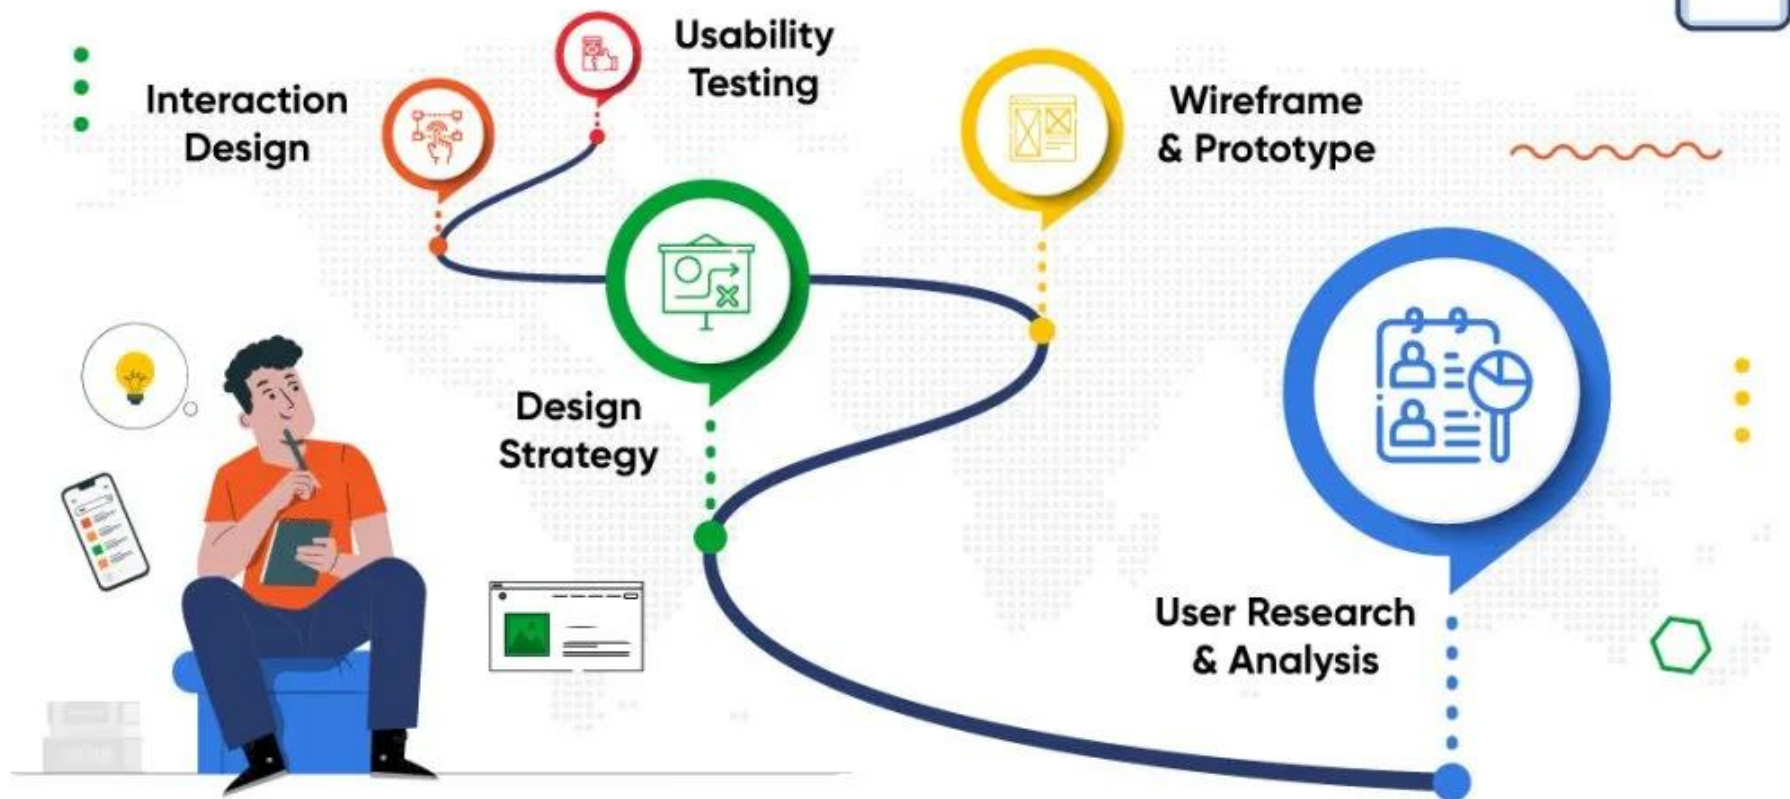 Usability
Testing
Interaction
Design
Wireframe
& Prototype
Design
Strategy
User Research
& Analysis